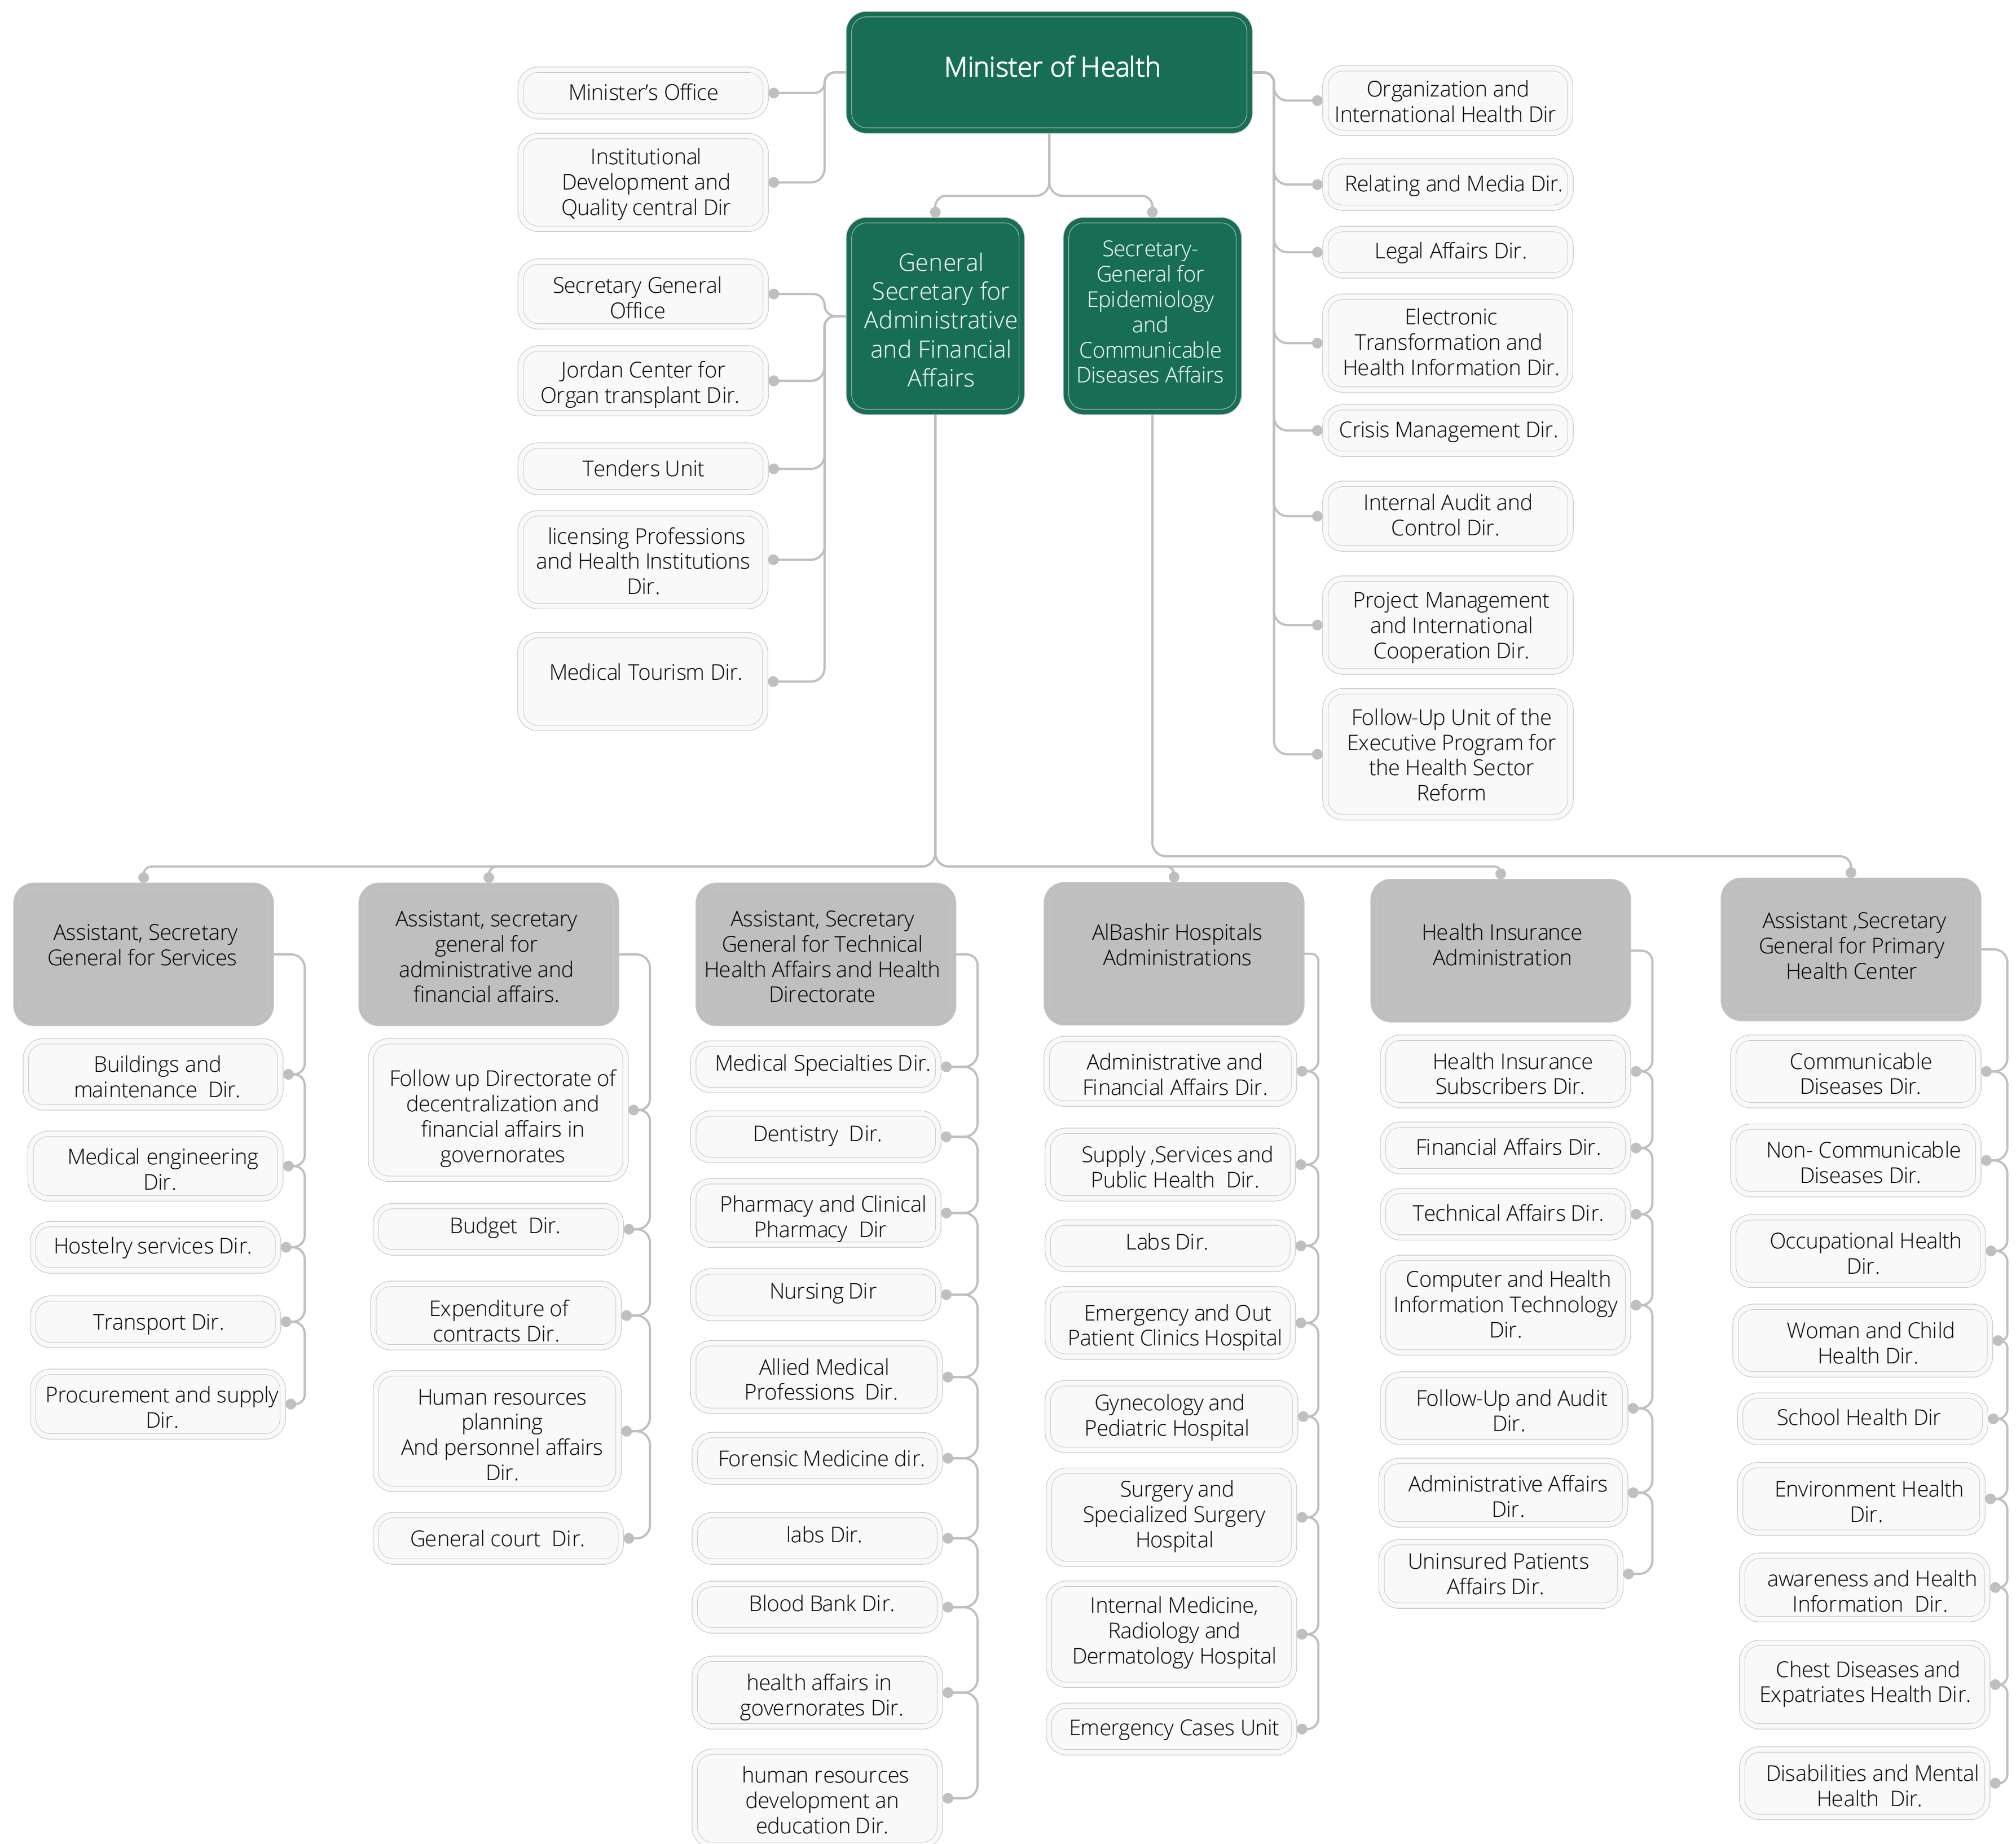 Minister of Health
Minister’s Office
Institutional
Development and
Quality central Dir
Secretary General
Office
Jordan Center for
Organ transplant Dir.
Tenders Unit
licensing Professions
and Health Institutions
Dir.
Medical Tourism Dir.
General
Secretary for
Administrative
and Financial
Affairs
Secretary-
General for
Epidemiology
and
Communicable
Diseases Affairs
Organization and
International Health Dir
Relating and Media Dir.
Legal Affairs Dir.
Electronic
Transformation and
Health Information Dir.
Crisis Management Dir.
Internal Audit and
Control Dir.
Project Management
and International
Cooperation Dir.
Follow-Up Unit of the
Executive Program for
the Health Sector
Reform
Assistant, Secretary
General for Services
Buildings and
maintenance  Dir.
Medical engineering
Dir.
Hostelry services Dir.
Transport Dir.
Procurement and supply
Dir.
Assistant, secretary
general for
administrative and
financial affairs.
Follow up Directorate of
decentralization and
financial affairs in
governorates
Budget  Dir.
Expenditure of
contracts Dir.
Human resources
planning
And personnel affairs
Dir.
General court  Dir.
Assistant, Secretary
General for Technical
Health Affairs and Health
Directorate
Medical Specialties Dir.
Dentistry  Dir.
Pharmacy and Clinical
Pharmacy  Dir
Nursing Dir
Allied Medical
Professions  Dir.
Forensic Medicine dir.
labs Dir.
Blood Bank Dir.
health affairs in
governorates Dir.
human resources
development an
education Dir.
AlBashir Hospitals
Administrations
Administrative and
Financial Affairs Dir.
Supply ,Services and
Public Health  Dir.
Labs Dir.
Emergency and Out
Patient Clinics Hospital
Gynecology and
Pediatric Hospital
Surgery and
Specialized Surgery
Hospital
Internal Medicine,
Radiology and
Dermatology Hospital
Emergency Cases Unit
Health Insurance
Administration
Health Insurance
Subscribers Dir.
Financial Affairs Dir.
Technical Affairs Dir.
Computer and Health
Information Technology
Dir.
Follow-Up and Audit
Dir.
Administrative Affairs
Dir.
Uninsured Patients
Affairs Dir.
Assistant ,Secretary
General for Primary
Health Center
Communicable
Diseases Dir.
Non- Communicable
Diseases Dir.
Occupational Health
Dir.
Woman and Child
Health Dir.
School Health Dir
Environment Health
Dir.
awareness and Health
Information  Dir.
Chest Diseases and
Expatriates Health Dir.
Disabilities and Mental
Health  Dir.